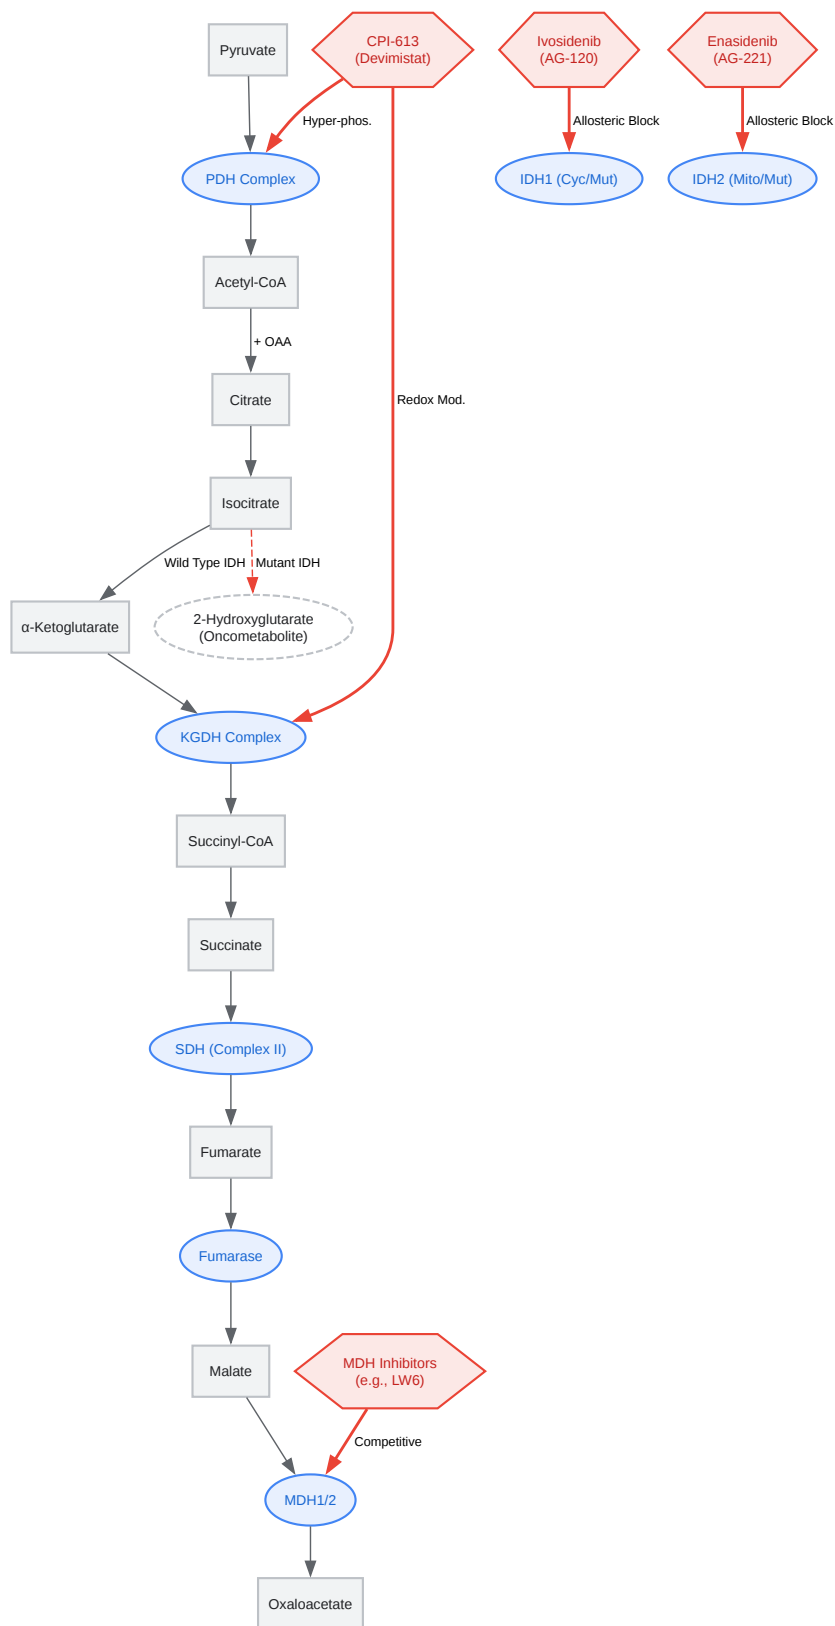 Pyruvate
CPI-613
(Devimistat)
Ivosidenib
(AG-120)
Enasidenib
(AG-221)
Hyper-phos.
Allosteric Block
Allosteric Block
PDH Complex
IDH1 (Cyc/Mut)
IDH2 (Mito/Mut)
Acetyl-CoA
+ OAA
Citrate
Redox Mod.
Isocitrate
Wild Type IDH
Mutant IDH
α-Ketoglutarate
2-Hydroxyglutarate
(Oncometabolite)
KGDH Complex
Succinyl-CoA
Succinate
SDH (Complex II)
Fumarate
Fumarase
Malate
MDH Inhibitors
(e.g., LW6)
Competitive
MDH1/2
Oxaloacetate